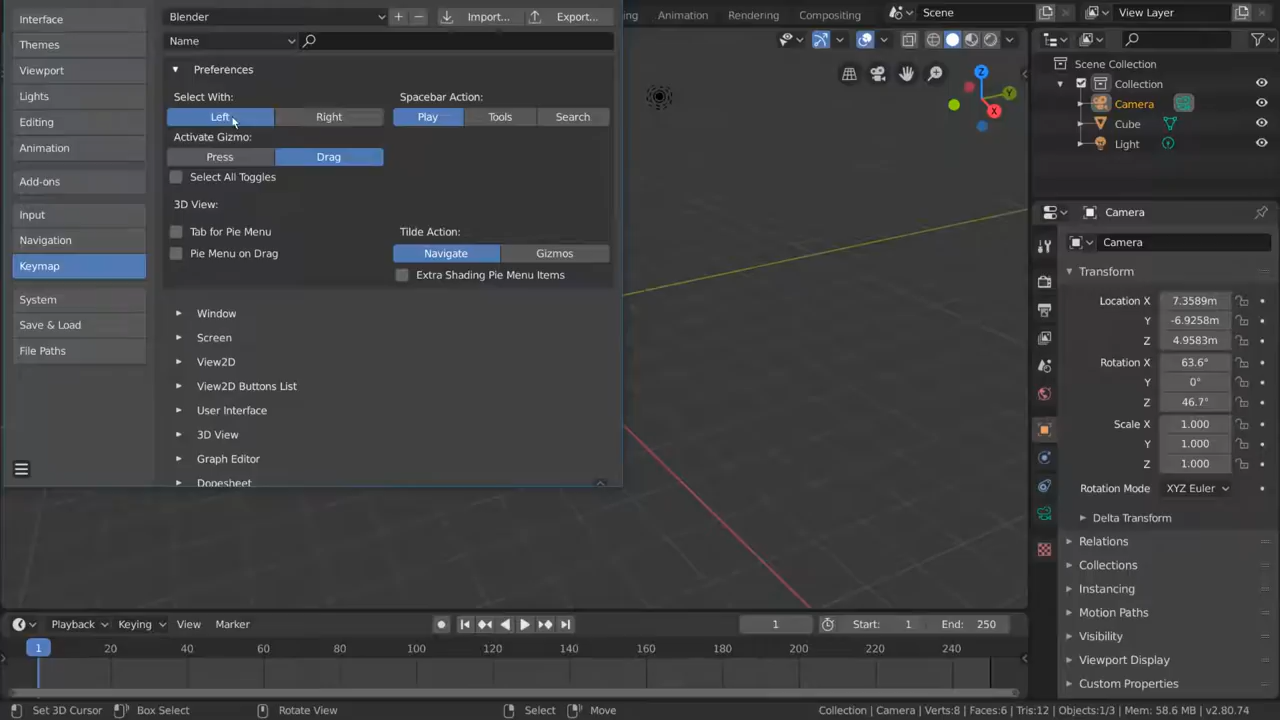 Interface
Themes
Viewport
Lights
Editing
Animation
Add-ons
Input
Navigation
Keymap
System
Save & Load
File Paths
Blender
Import...
Export...
Name
Preferences
Select With:
Spacebar Action:
Left
Right
Play
Tools
Search
Activate Gizmo:
Press
Drag
Select All Toggles
3D View:
Tab for Pie Menu
Tilde Action:
Pie Menu on Drag
Navigate
Gizmos
Extra Shading Pie Menu Items
Window
Screen
View2D
View2D Buttons List
User Interface
3D View
Graph Editor
Dopesheet
ing
Animation
Rendering
Compositing
Scene
View Layer
Z
Y
X
Scene Collection
Collection
Camera
Cube
Light
Camera
Camera
Transform
Location X 7.3589m
Y -6.9258m
Z 4.9583m
Rotation X 63.6°
Y 0°
Z 46.7°
Scale X 1.000
Y 1.000
Z 1.000
Rotation Mode XYZ Euler
Delta Transform
Relations
Collections
Instancing
Motion Paths
Visibility
Viewport Display
Custom Properties
Playback
Keying
View
Marker
1
Start: 1
End: 250
1 20 40 60 80 100 120 140 160 180 200 220 240
Set 3D Cursor
Box Select
Rotate View
Select
Move
Collection | Camera | Verts:8 | Faces:6 | Tris:12 | Objects:1/3 | Mem: 58.6 MB | v2.80.74